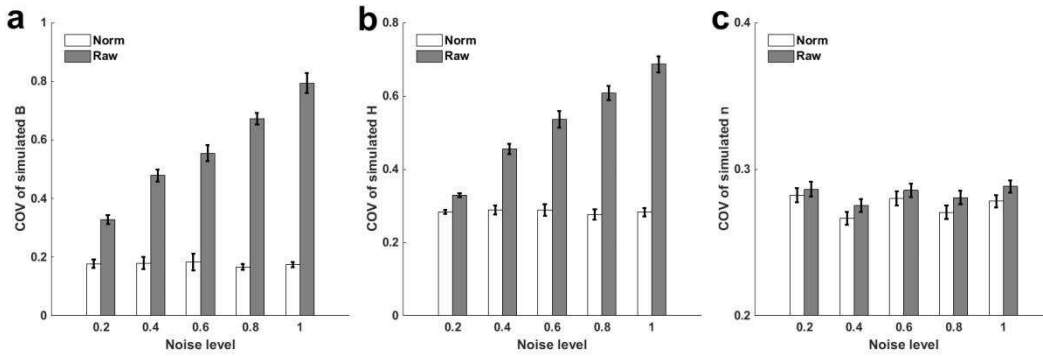 a
Norm
Raw
COV of simulated B
1
0.8
0.6
0.4
0.2
0
0.2 0.4 0.6 0.8 1
Noise level
b
Norm
Raw
COV of simulated H
0.8
0.6
0.4
0.2
0
0.2 0.4 0.6 0.8 1
Noise level
c
Norm
Raw
COV of simulated n
0.4
0.3
0.2
0.2 0.4 0.6 0.8 1
Noise level